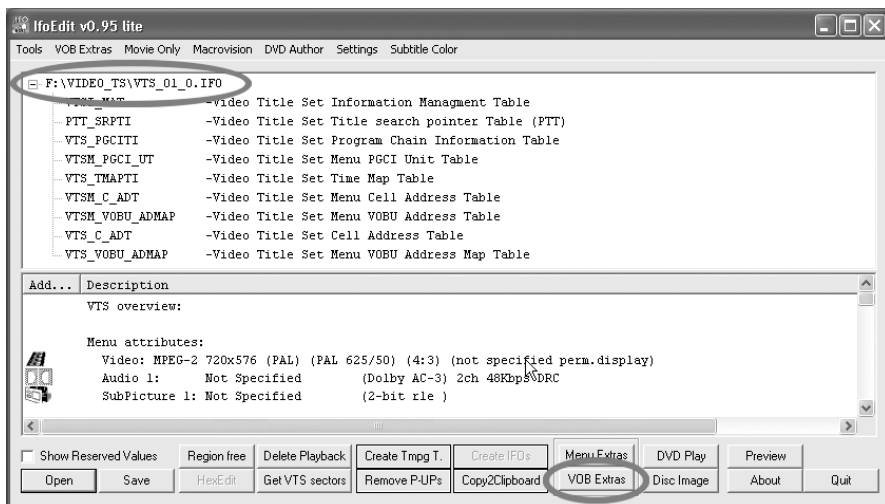 IfoEdit v0.95 lite
Tools VOB Extras Movie Only Macrovision DVD Author Settings Subtitle Color
F:\VIDEO_TS\VTS_01_0.IFO
VTSI_MAT -Video Title Set Information Managment Table
PTT_SRPTI -Video Title Set Title search pointer Table (PTT)
VTS_PGCITI -Video Title Set Program Chain Information Table
VTSM_PGCI_UT -Video Title Set Menu PGCI Unit Table
VTS_TMAPTI -Video Title Set Time Map Table
VTSM_C_ADT -Video Title Set Menu Cell Address Table
VTSM_VOBU_ADMAP -Video Title Set Menu VOBU Address Table
VTS_C_ADT -Video Title Set Cell Address Table
VTS_VOBU_ADMAP -Video Title Set Menu VOBU Address Map Table
Add... Description
VTS overview:
Menu attributes:
Video: MPEG-2 720x576 (PAL) (PAL 625/50) (4:3) (not specified perm.display)
Audio 1: Not Specified (Dolby AC-3) 2ch 48Kbps DRC
SubPicture 1: Not Specified (2-bit rle )
Show Reserved Values Region free Delete Playback Create Tmpg T. Create IFOs Menu Extras DVD Play Preview
Open Save HexEdit Get VTS sectors Remove P-UPs Copy2Clipboard VOB Extras Disc Image About Quit